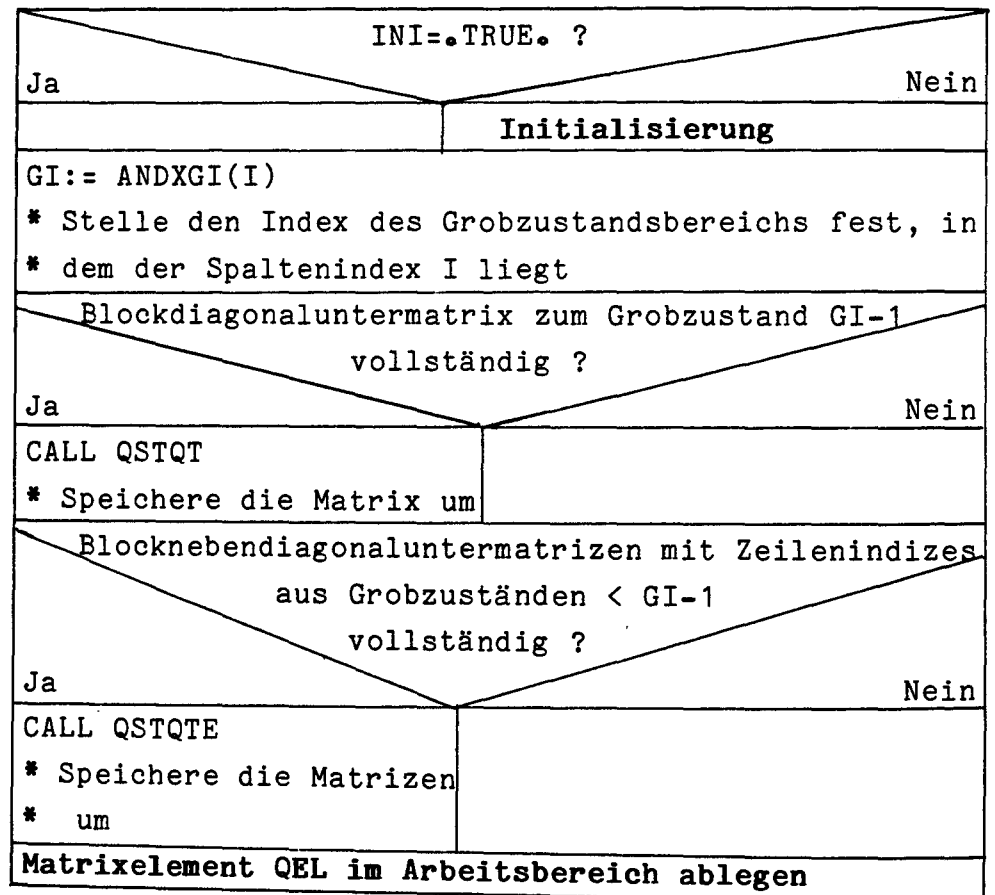 INI=.TRUE. ?
Ja Nein
Initialisierung
GI:= ANDXGI(I)
* Stelle den Index des Grobzustandsbereichs fest, in
* dem der Spaltenindex I liegt
Blockdiagonaluntermatrix zum Grobzustand GI-1
vollständig ?
Ja Nein
CALL QSTQT
* Speichere die Matrix um
Blocknebendiagonaluntermatrizen mit Zeilenindizes
aus Grobzuständen < GI-1
vollständig ?
Ja Nein
CALL QSTQTE
* Speichere die Matrizen
* um
Matrixelement QEL im Arbeitsbereich ablegen